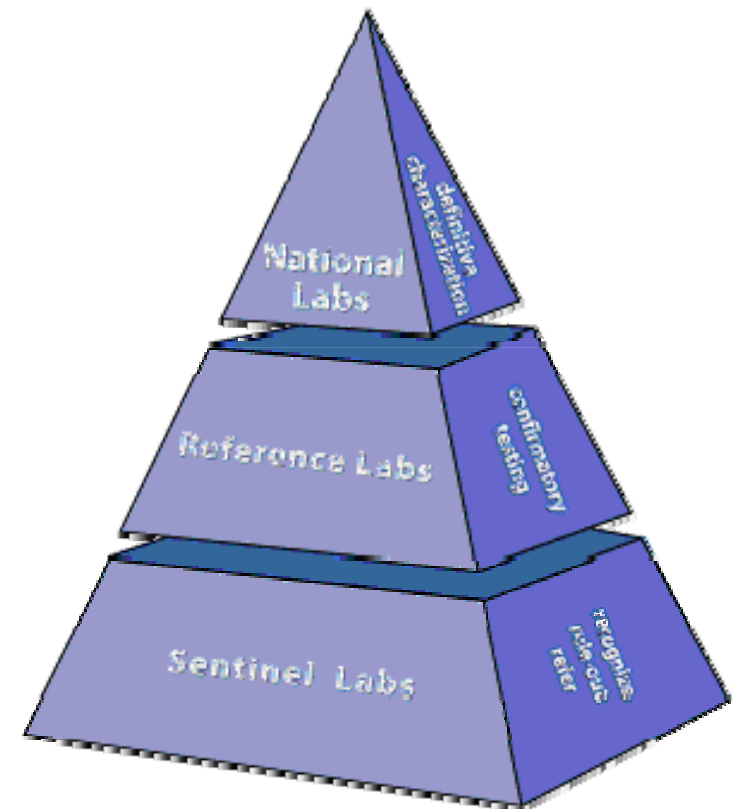 National
Labs
definitive
characterization
Reference Labs
confirmatory
testing
Sentinel Labs
recognize
rule-out
refer